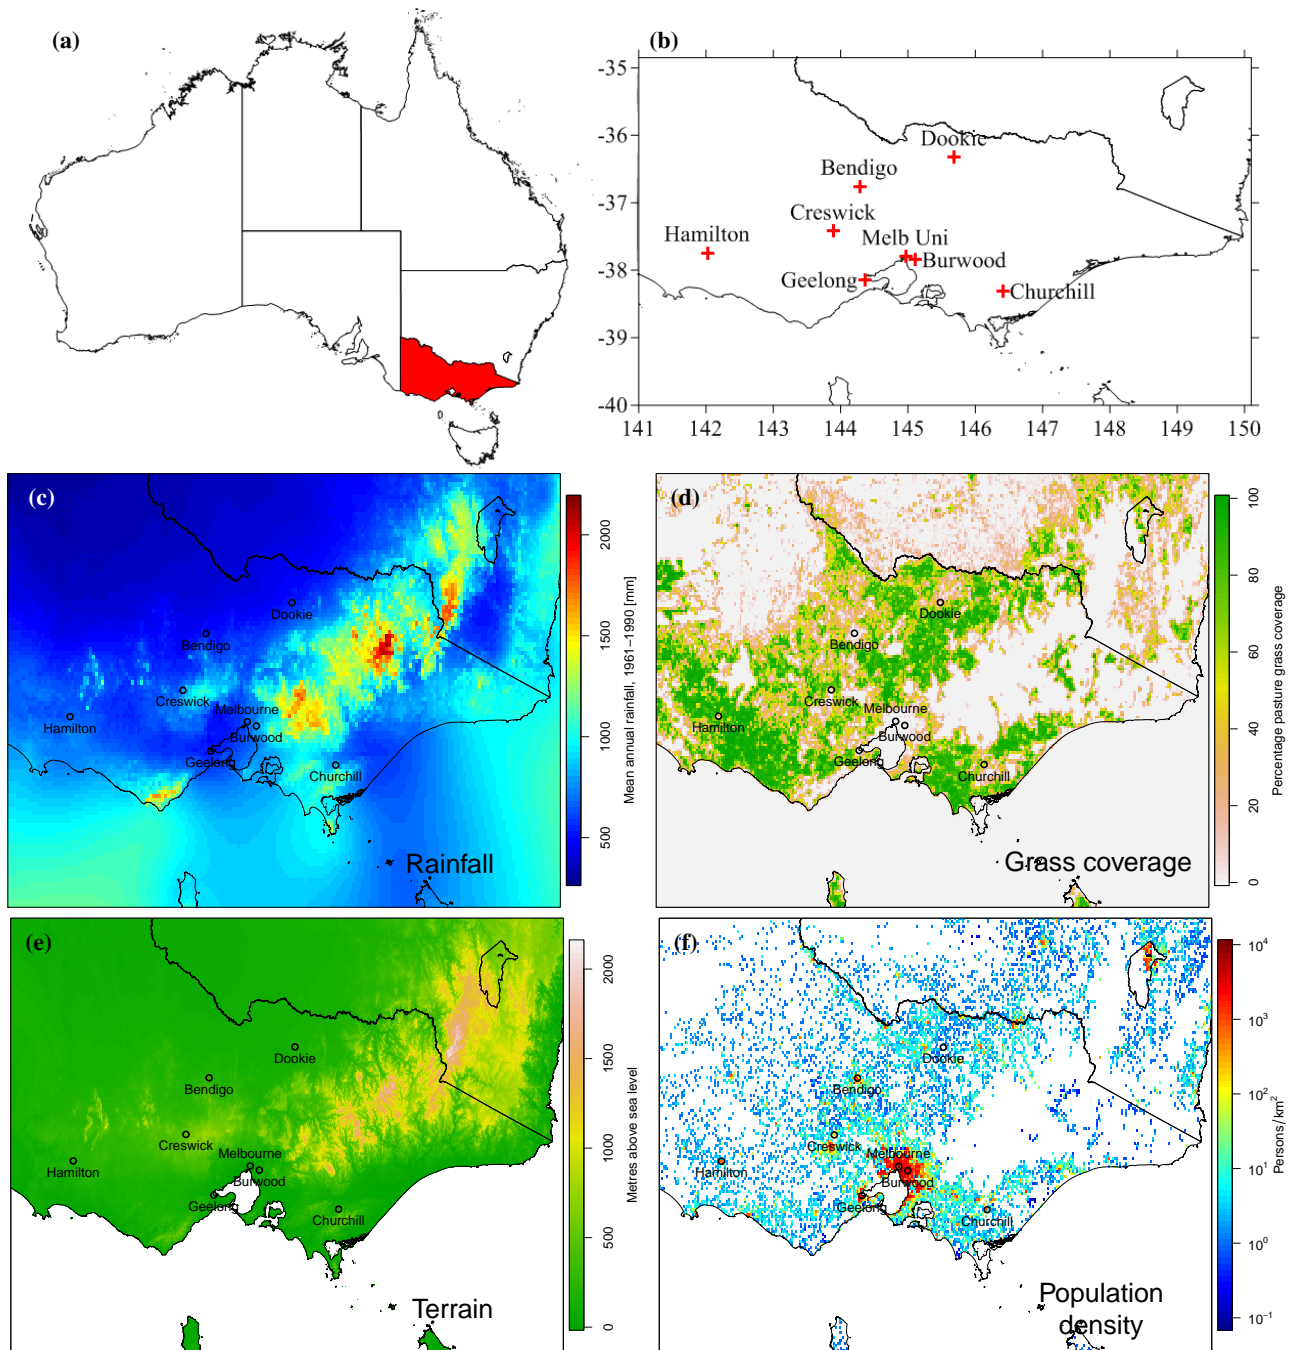 (a)
(b)
-35
-36
-37
-38
-39
-40
Dookie
Bendigo
Creswick
Hamilton
Melb Uni
Burwood
Geelong
Churchill
141 142 143 144 145 146 147 148 149 150
(c)
Dookie
Bendigo
Creswick
Melbourne
Hamilton
Burwood
Geelong
Churchill
Rainfall
Mean annual rainfall, 1961−1990 [mm]
500 1000 1500 2000
(d)
Dookie
Bendigo
Creswick
Melbourne
Hamilton
Burwood
Geelong
Churchill
Grass coverage
Percentage pasture grass coverage
0 20 40 60 80 100
(e)
Dookie
Bendigo
Creswick
Melbourne
Hamilton
Burwood
Geelong
Churchill
Terrain
Metres above sea level
0 500 1000 1500 2000
(f)
Dookie
Bendigo
Creswick
Melbourne
Hamilton
Burwood
Geelong
Churchill
Population
density
Persons/km²
10⁴
10³
10²
10¹
10⁰
10⁻¹